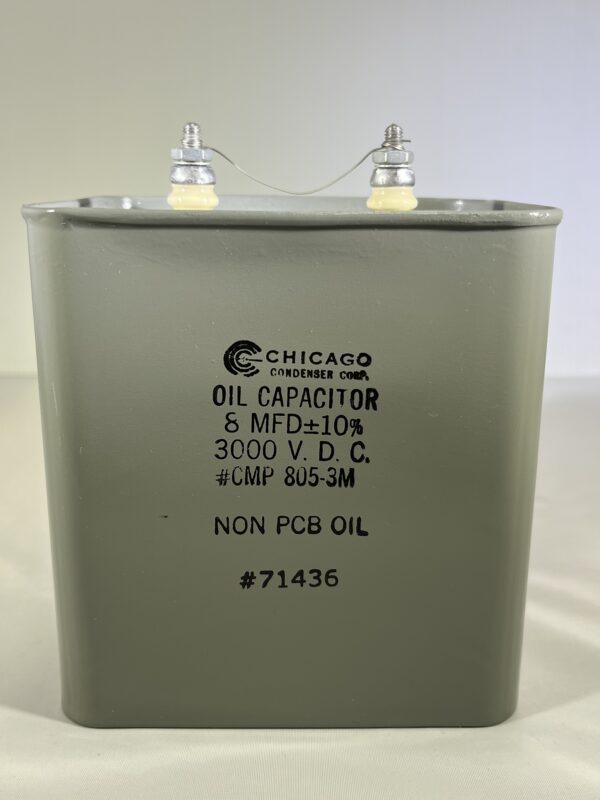 CHICAGO
CONDENSER CORP.
OIL CAPACITOR
8 MFD±10%
3000 V. D. C.
#CMP 805-3M
NON PCB OIL
#71436